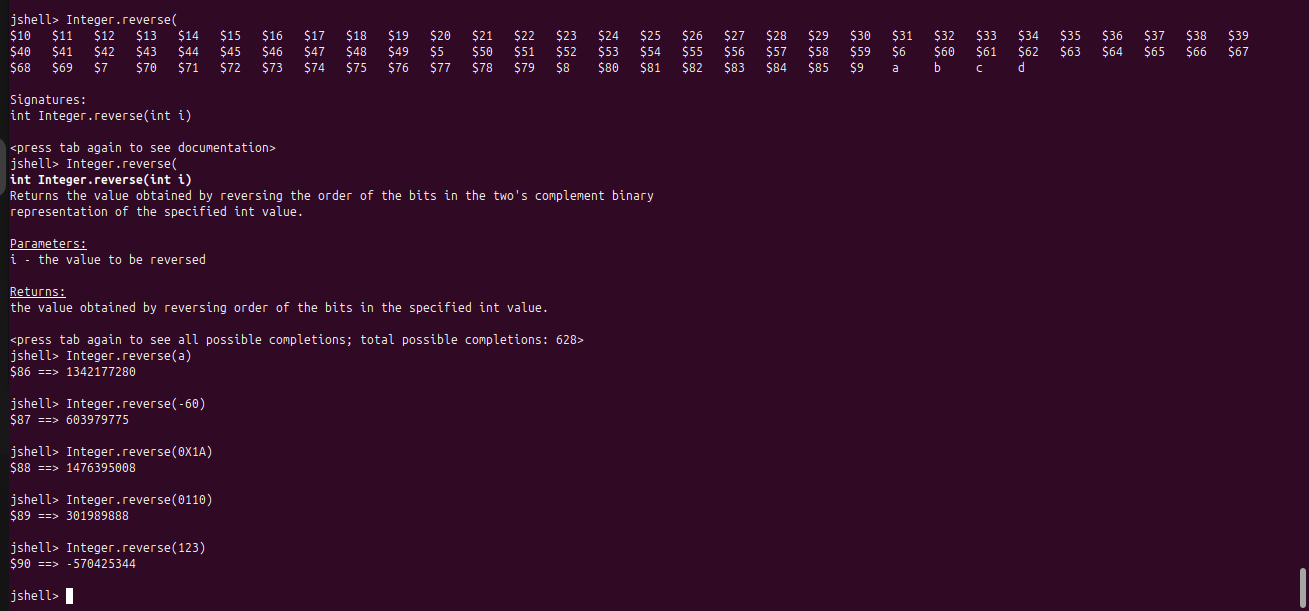 jshell> Integer.reverse(
$10 $11 $12 $13 $14 $15 $16 $17 $18 $19 $20 $21 $22 $23 $24 $25 $26 $27 $28 $29 $30 $31 $32 $33 $34 $35 $36 $37 $38 $39
$40 $41 $42 $43 $44 $45 $46 $47 $48 $49 $5 $50 $51 $52 $53 $54 $55 $56 $57 $58 $59 $6 $60 $61 $62 $63 $64 $65 $66 $67
$68 $69 $7 $70 $71 $72 $73 $74 $75 $76 $77 $78 $79 $8 $80 $81 $82 $83 $84 $85 $9 a b c d
Signatures:
int Integer.reverse(int i)
<press tab again to see documentation>
jshell> Integer.reverse(
int Integer.reverse(int i)
Returns the value obtained by reversing the order of the bits in the two's complement binary
representation of the specified int value.
Parameters:
i - the value to be reversed
Returns:
the value obtained by reversing order of the bits in the specified int value.
<press tab again to see all possible completions; total possible completions: 628>
jshell> Integer.reverse(a)
$86 ==> 1342177280
jshell> Integer.reverse(-60)
$87 ==> 603979775
jshell> Integer.reverse(0X1A)
$88 ==> 1476395008
jshell> Integer.reverse(0110)
$89 ==> 301989888
jshell> Integer.reverse(123)
$90 ==> -570425344
jshell>